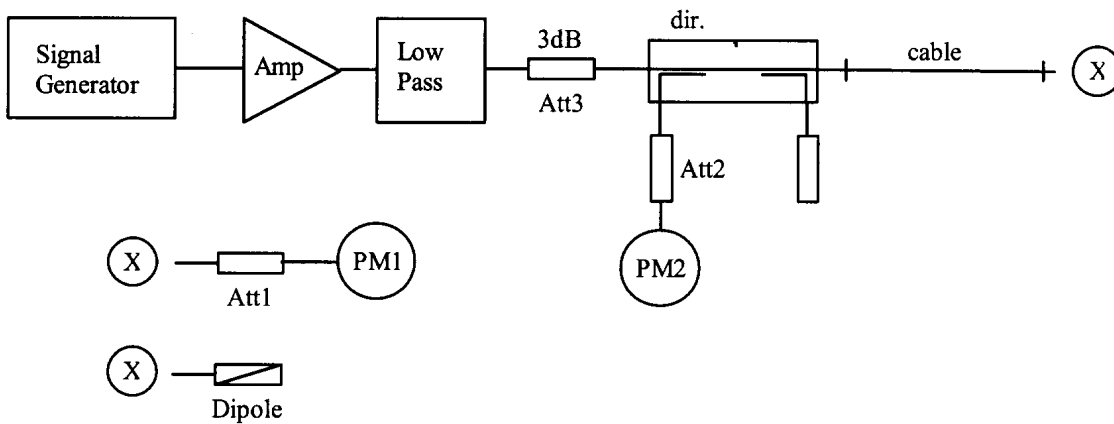 Signal
Generator
Amp
Low
Pass
3dB
Att3
dir.
cable
X
Att2
PM2
X
Att1
PM1
X
Dipole